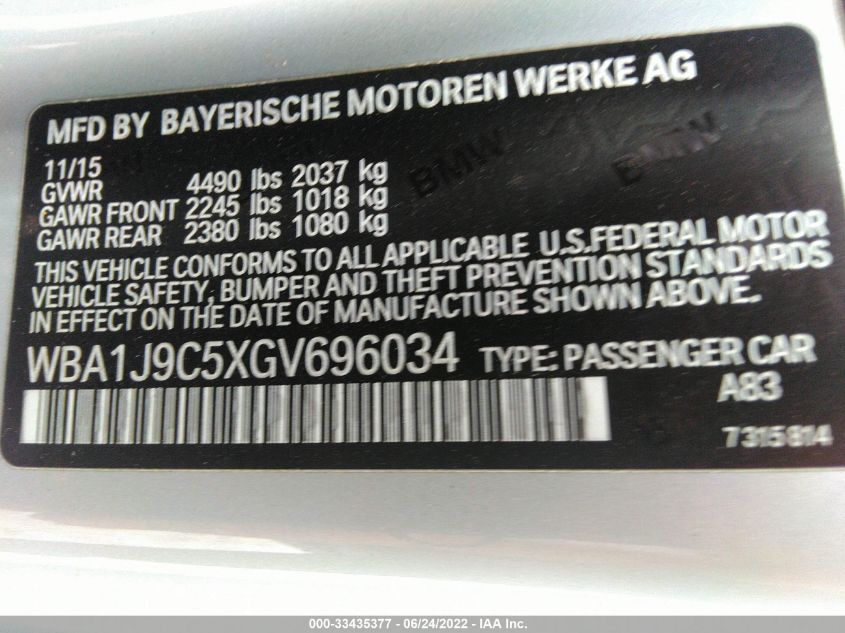 MFD BY BAYERISCHE MOTOREN WERKE AG
11/15
GVWR 4490 lbs 2037 kg
GAWR FRONT 2245 lbs 1018 kg
GAWR REAR 2380 lbs 1080 kg
THIS VEHICLE CONFORMS TO ALL APPLICABLE U.S.FEDERAL MOTOR
VEHICLE SAFETY, BUMPER AND THEFT PREVENTION STANDARDS
IN EFFECT ON THE DATE OF MANUFACTURE SHOWN ABOVE.
WBA1J9C5XGV696034 TYPE: PASSENGER CAR
A83
7315814
BMW
BMW
000-33435377 - 06/24/2022 - IAA Inc.